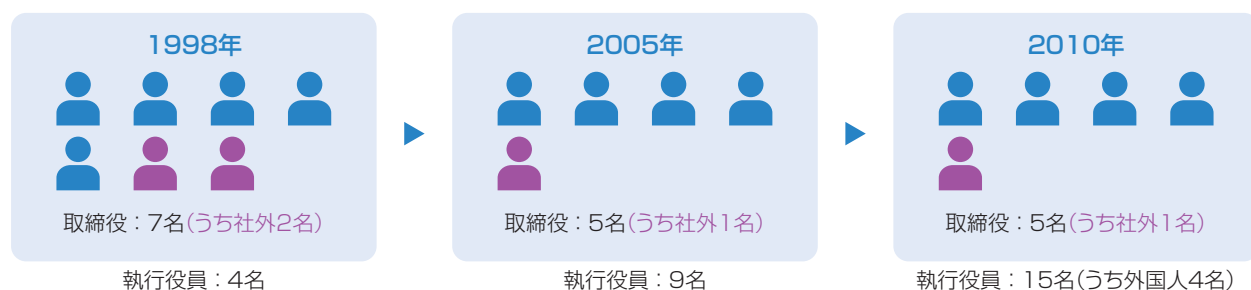 1998年
取締役：7名(うち社外2名)
執行役員：4名
2005年
取締役：5名(うち社外1名)
執行役員：9名
2010年
取締役：5名(うち社外1名)
執行役員：15名(うち外国人4名)